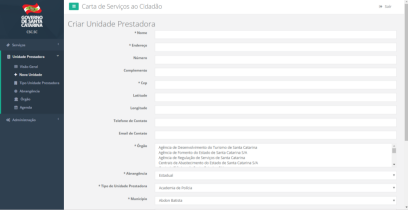 GOVERNO
DE SANTA
CATARINA
Carta de Serviços ao Cidadão
Sair
Criar Unidade Prestadora
Serviços
Unidade Prestadora
Visão Geral
Nova Unidade
Tipo Unidade Prestadora
Abrangência
Órgão
Agenda
Administração
* Nome
* Endereço
Número
Complemento
* Cep
Latitude
Longitude
Telefone de Contato
Email de Contato
* Órgão
Agência de Desenvolvimento do Turismo de Santa Catarina
Agência de Fomento do Estado de Santa Catarina S/A
Agência de Regulação de Serviços de Santa Catarina
Centrais de Abastecimento do Estado de Santa Catarina S/A
* Abrangência
Estadual
* Tipo de Unidade Prestadora
Academia de Polícia
* Município
Abdon Batista